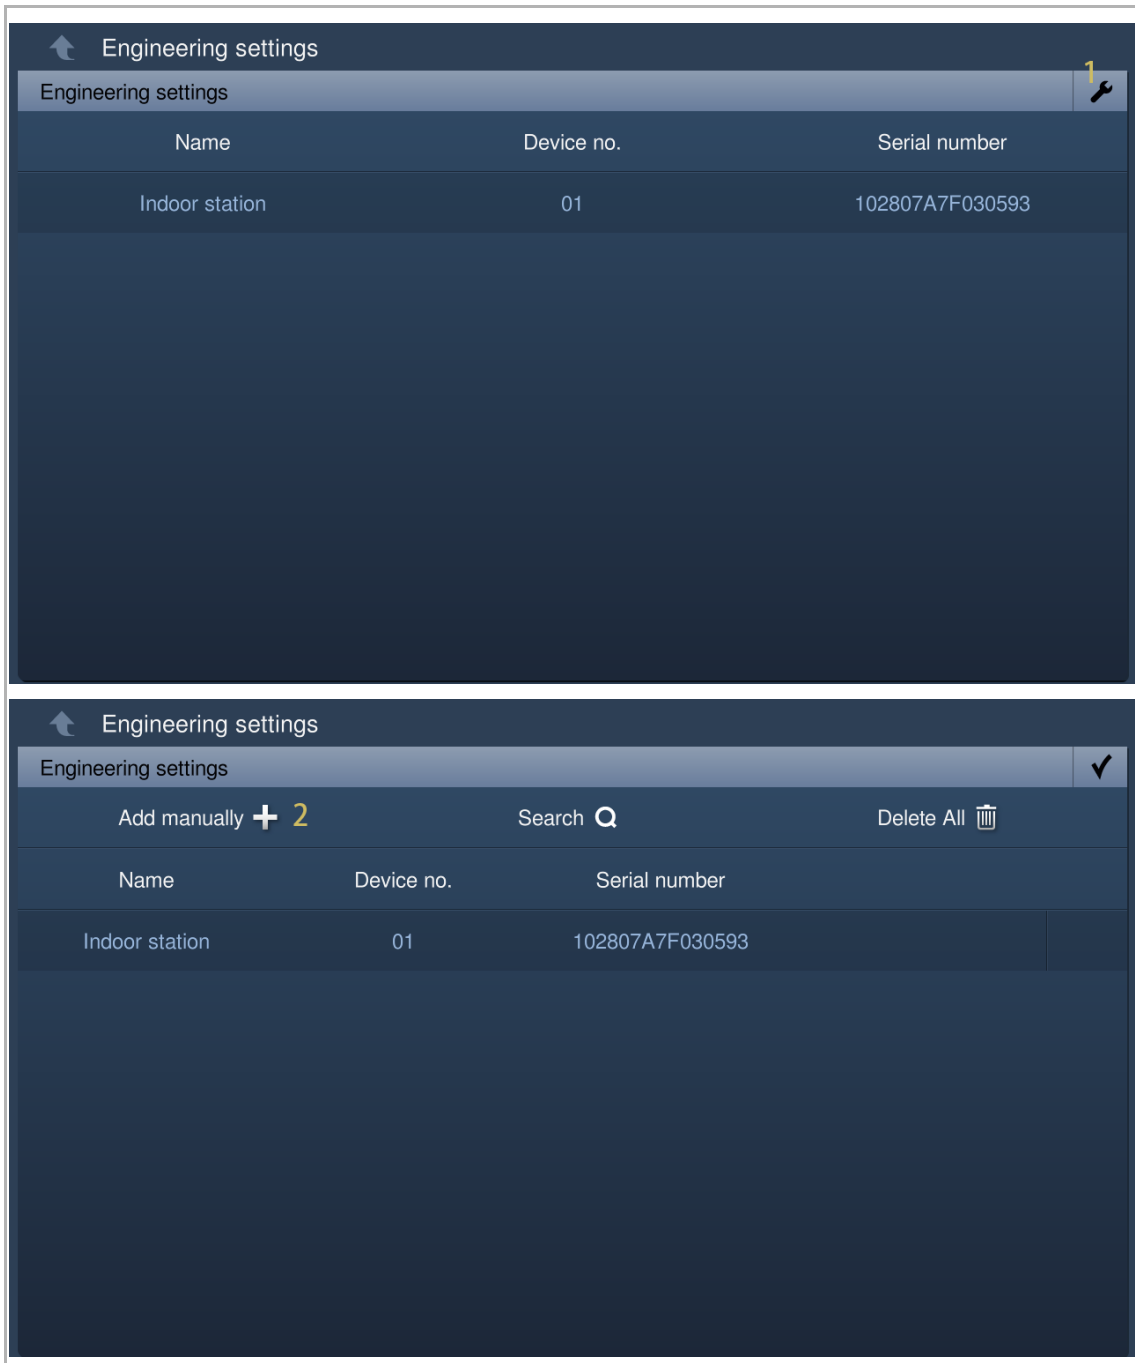 Engineering settings
1
Engineering settings
Name Device no. Serial number
Indoor station 01 102807A7F030593
Engineering settings
Engineering settings
Add manually 2 Search Delete All
Name Device no. Serial number
Indoor station 01 102807A7F030593